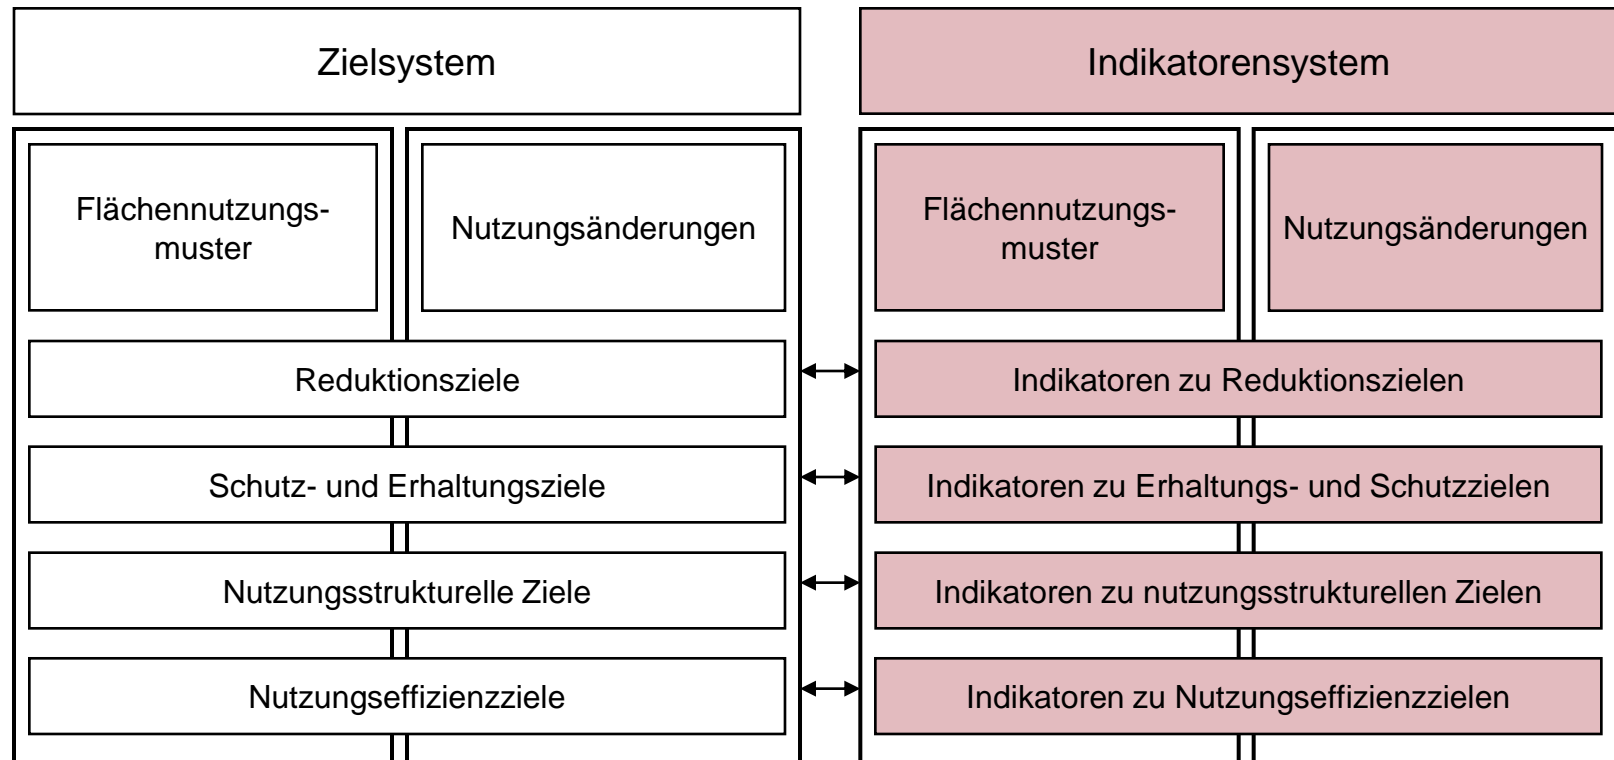 Zielsystem
Indikatorensystem
Flächennutzungs-
muster
Nutzungsänderungen
Flächennutzungs-
muster
Nutzungsänderungen
Reduktionsziele
Indikatoren zu Reduktionszielen
Schutz- und Erhaltungsziele
Indikatoren zu Erhaltungs- und Schutzzielen
Nutzungsstrukturelle Ziele
Indikatoren zu nutzungsstrukturellen Zielen
Nutzungseffizienzziele
Indikatoren zu Nutzungseffizienzzielen